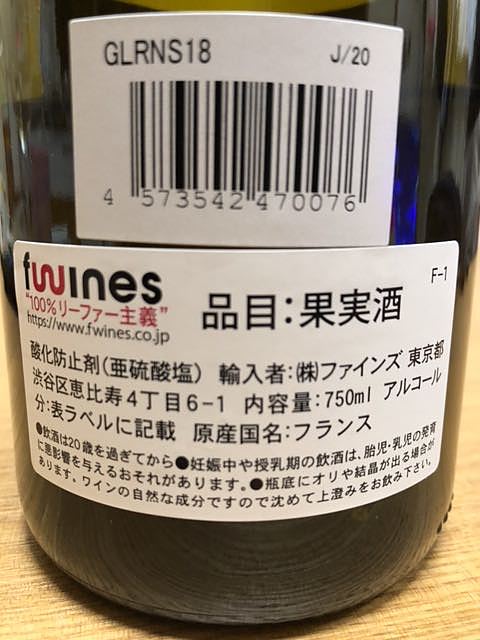 GLRNS18 J/20
4 573542 470076
fwines F-1
"100%リーファー主義"
https://www.fwines.co.jp
品目:果実酒
酸化防止剤(亜硫酸塩) 輸入者:(株)ファインズ 東京都
渋谷区恵比寿4丁目6-1 内容量:750ml アルコール
分:表ラベルに記載 原産国名:フランス
●飲酒は20歳を過ぎてから●妊娠中や授乳期の飲酒は、胎児・乳児の発育
に悪影響を与えるおそれがあります。●瓶底にオリや結晶が出る場合が
あります。ワインの自然な成分ですので沈めて上澄みをお飲み下さい。